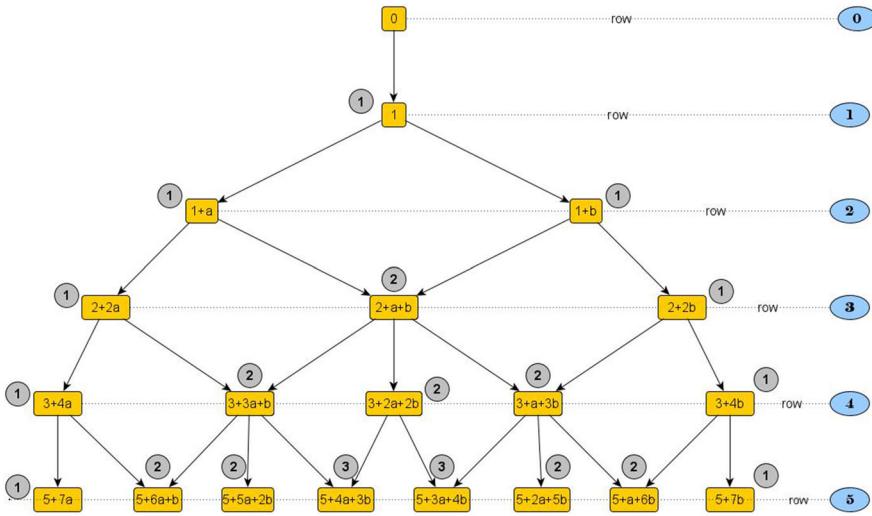 0 row 0
1 1 row 1
1 1+a 1+b 1 row 2
1 2+2a 2 2+a+b 2+2b 1 row 3
1 3+4a 2 3+3a+b 3+2a+2b 2 2 3+a+3b 3+4b 1 row 4
1 5+7a 2 5+6a+b 2 5+5a+2b 3 5+4a+3b 3 5+3a+4b 2 5+2a+5b 2 5+a+6b 5+7b 1 row 5